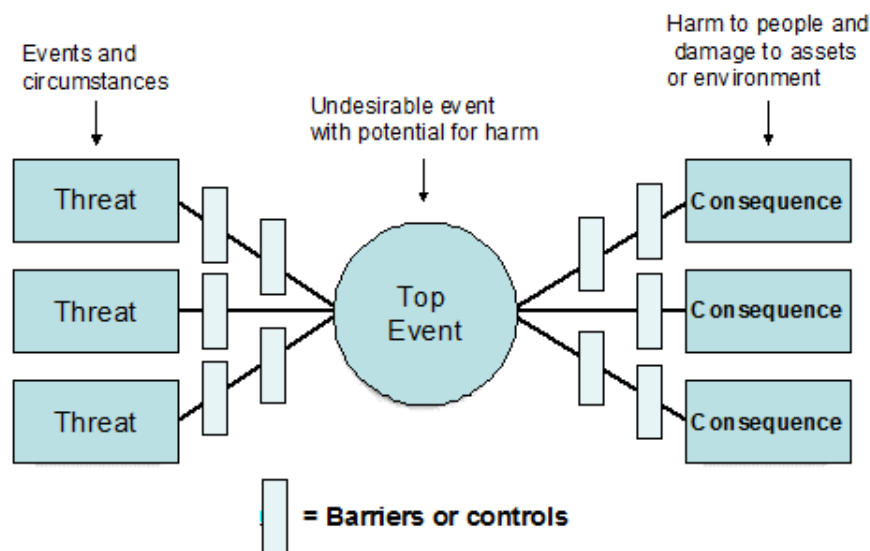 Events and
circumstances
Undesirable event
with potential for harm
Harm to people and
damage to assets
or environment
Threat
Threat
Threat
Top
Event
Consequence
Consequence
Consequence
= Barriers or controls